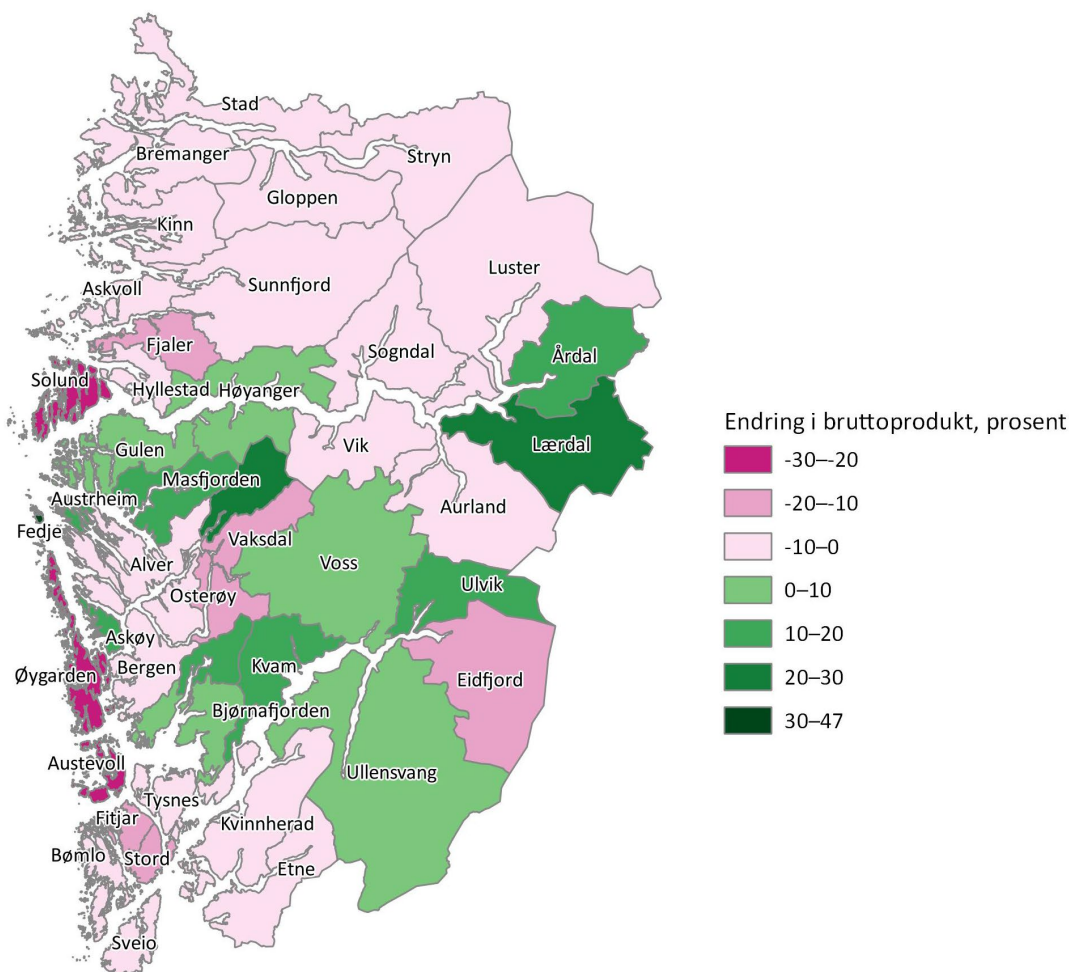 Stad
Bremanger
Stryn
Gloppen
Kinn
Luster
Sunnfjord
Askvoll
Fjaler
Sogndal
Årdal
Solund
Hyllestad
Høyanger
Endring i bruttoprodukt, prosent
-30–-20
-20–-10
-10–0
0–10
10–20
20–30
30–47
Vik
Lærdal
Gulen
Masfjorden
Austrheim
Aurland
Fedje
Vaksdal
Alver
Voss
Ulvik
Osterøy
Askøy
Bergen
Kvam
Øygarden
Eidfjord
Bjørnafjorden
Austevoll
Ullensvang
Tysnes
Fitjar
Kvinnherad
Bømlo
Stord
Etne
Sveio